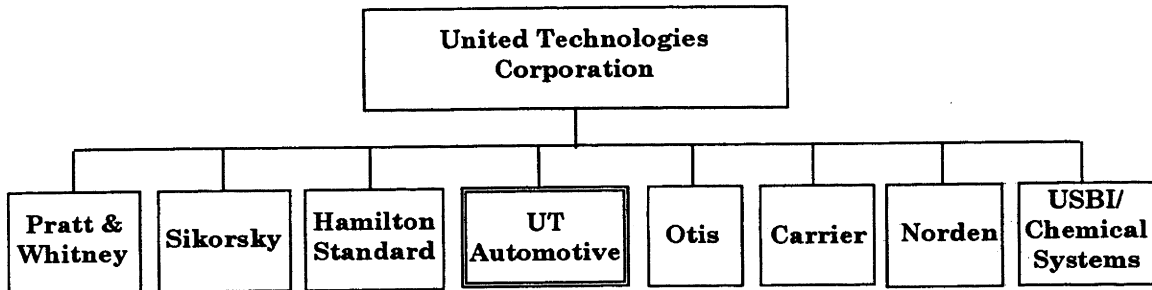 United Technologies
Corporation
Pratt &
Whitney
Sikorsky
Hamilton
Standard
UT
Automotive
Otis
Carrier
Norden
USBI/
Chemical
Systems